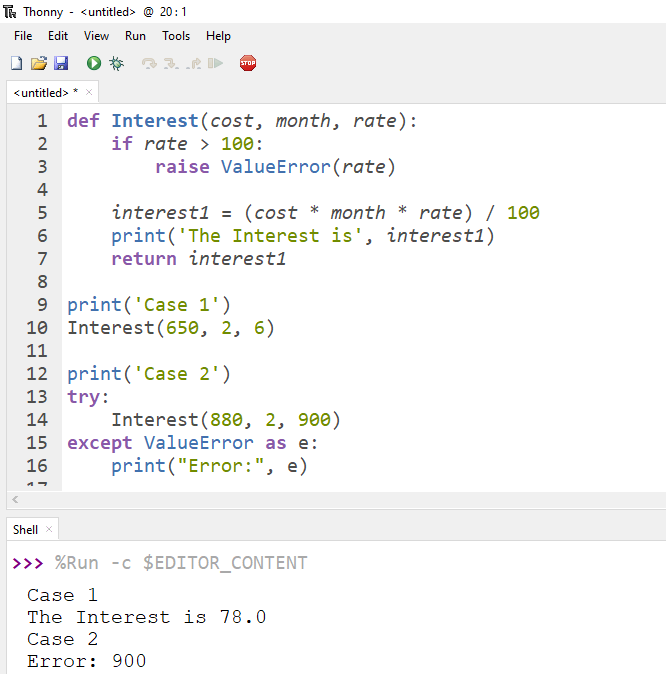 Thonny - <untitled> @ 20 : 1
File Edit View Run Tools Help
STOP
<untitled> * ×
1 def Interest(cost, month, rate):
2     if rate > 100:
3         raise ValueError(rate)
4
5     interest1 = (cost * month * rate) / 100
6     print('The Interest is', interest1)
7     return interest1
8
9 print('Case 1')
10 Interest(650, 2, 6)
11
12 print('Case 2')
13 try:
14     Interest(880, 2, 900)
15 except ValueError as e:
16     print("Error:", e)
17
Shell ×
>>> %Run -c $EDITOR_CONTENT
Case 1
The Interest is 78.0
Case 2
Error: 900